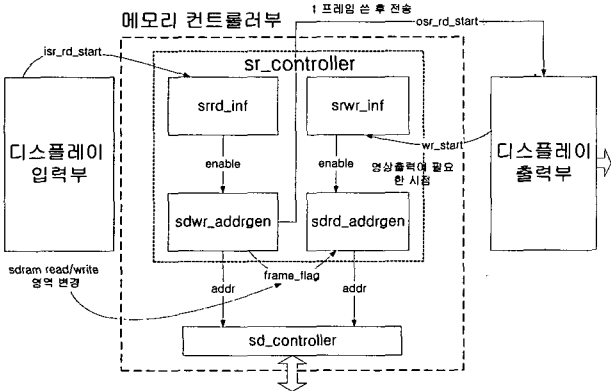 1 프레임 쓴 후 전송
메모리 컨트롤러부
osr_rd_start
isr_rd_start
sr_controller
srrd_inf
srwr_inf
디스플레이
입력부
wr_start
디스플레이
출력부
enable
enable
영상출력에 필요
한 시점
sdwr_addrgen
sdrd_addrgen
sdram read/write
영역 변경
addr
frame_flag
addr
sd_controller